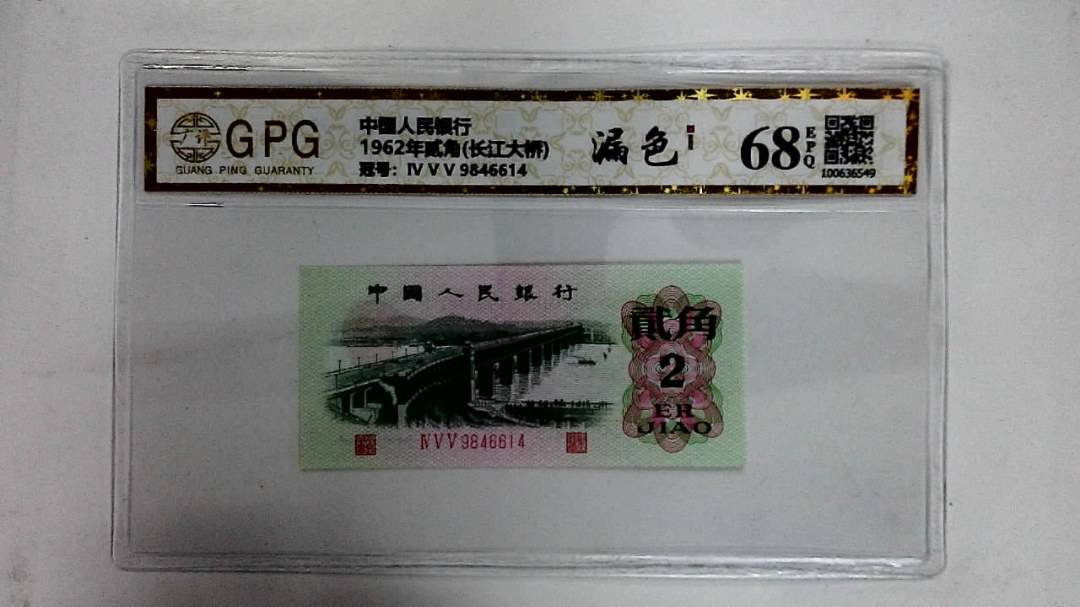 GPG
GUANG PING GUARANTY
中国人民银行
1962年贰角(长江大桥)
冠号：Ⅳ Ⅴ Ⅴ 9846614
漏色
68
EPQ
100636549
中國人民銀行
貳角
2
ER
JIAO
ⅣⅤⅤ9846614